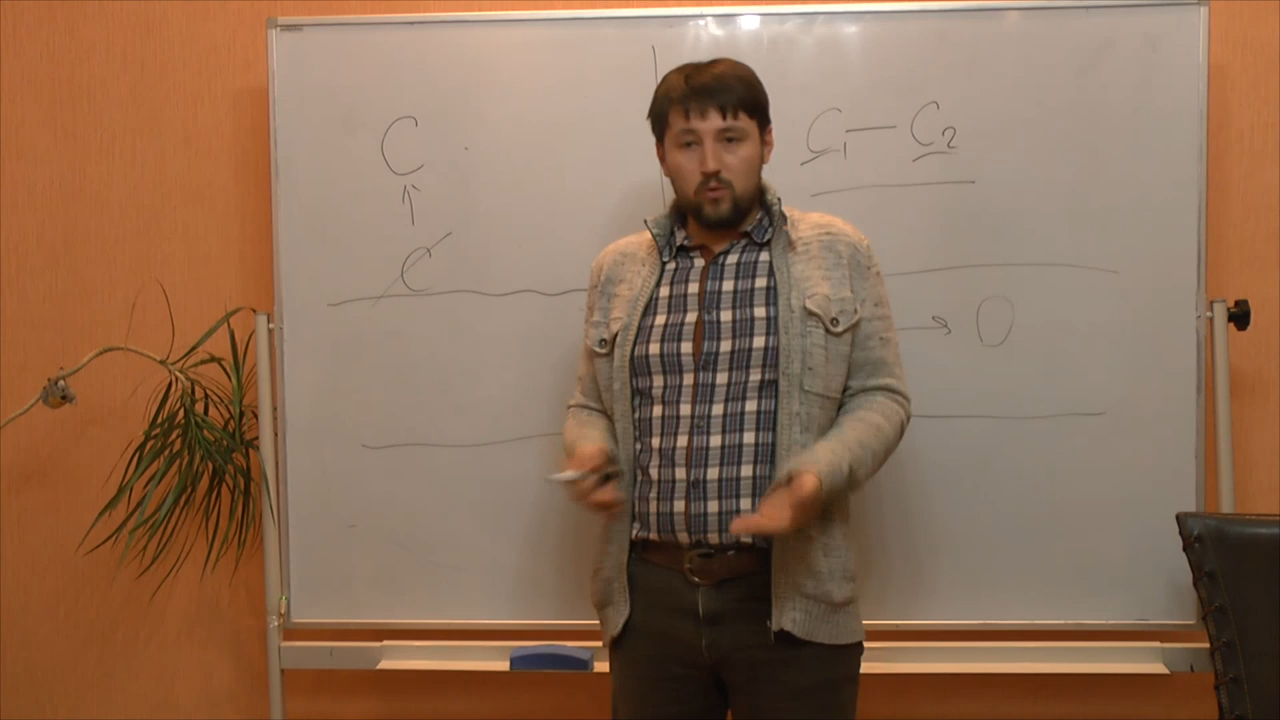 C
C
C₁ — C₂
→ O